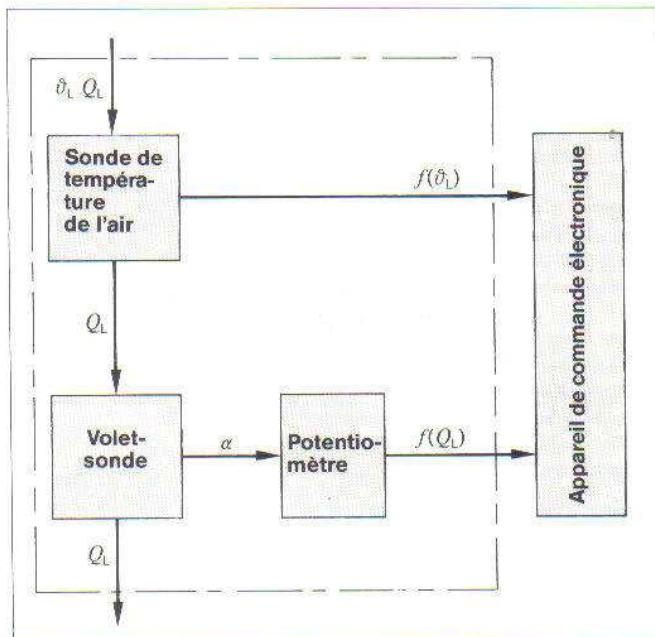 ϑL QL
Sonde de
tempéra-
ture
de l'air
f(ϑL)
QL
Volet-
sonde
α
Potentio-
mètre
f(QL)
QL
Appareil de commande électronique